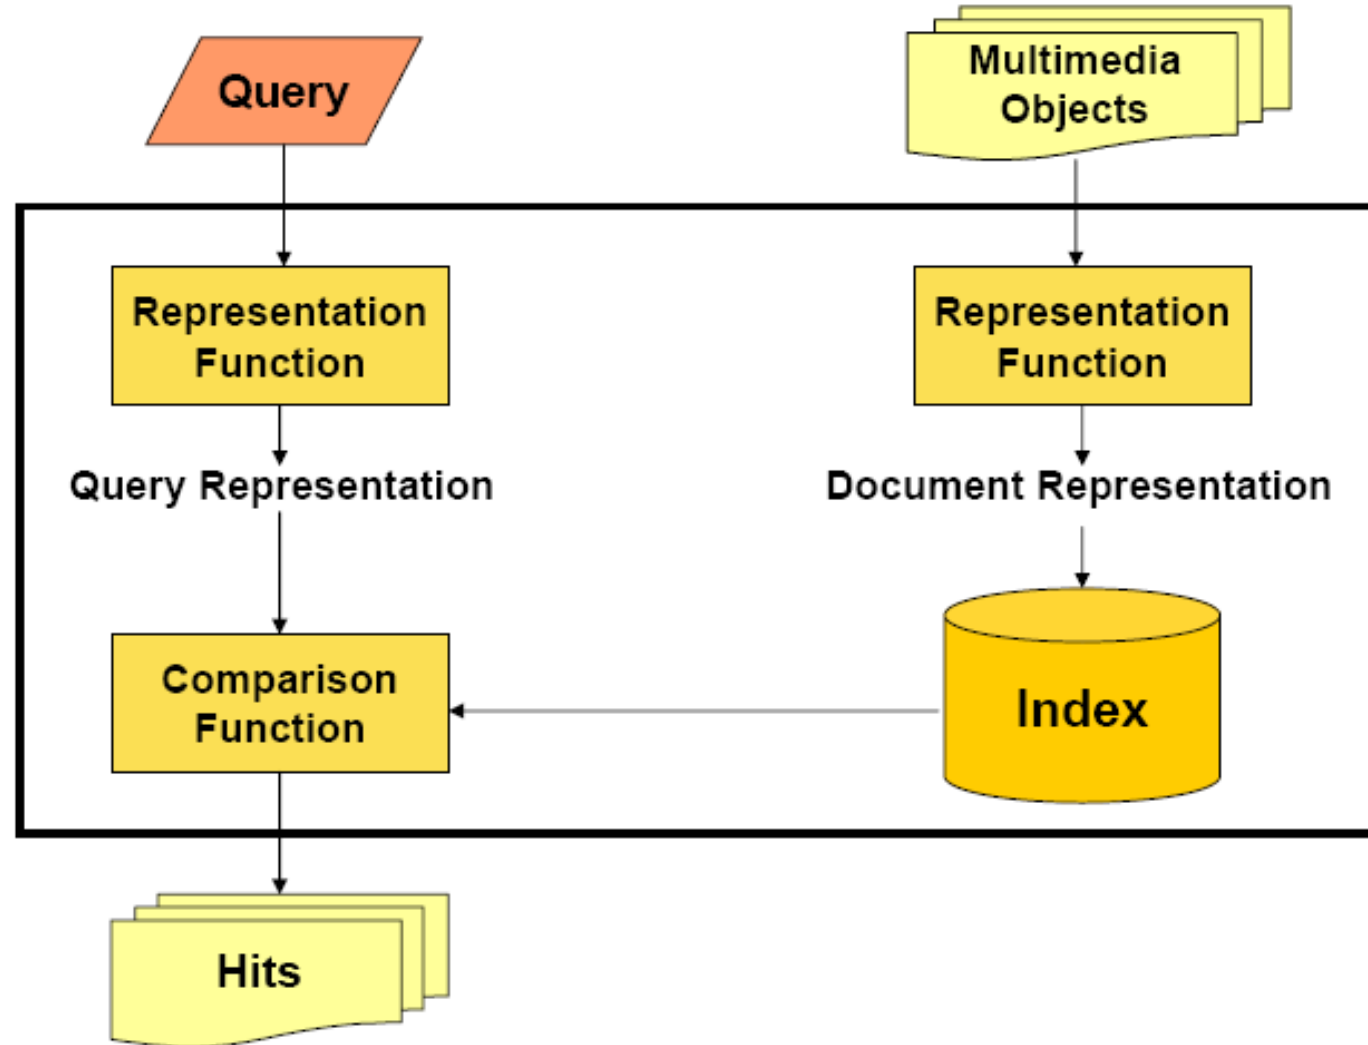 Query
Multimedia
Objects
Representation
Function
Representation
Function
Query Representation
Document Representation
Comparison
Function
Index
Hits